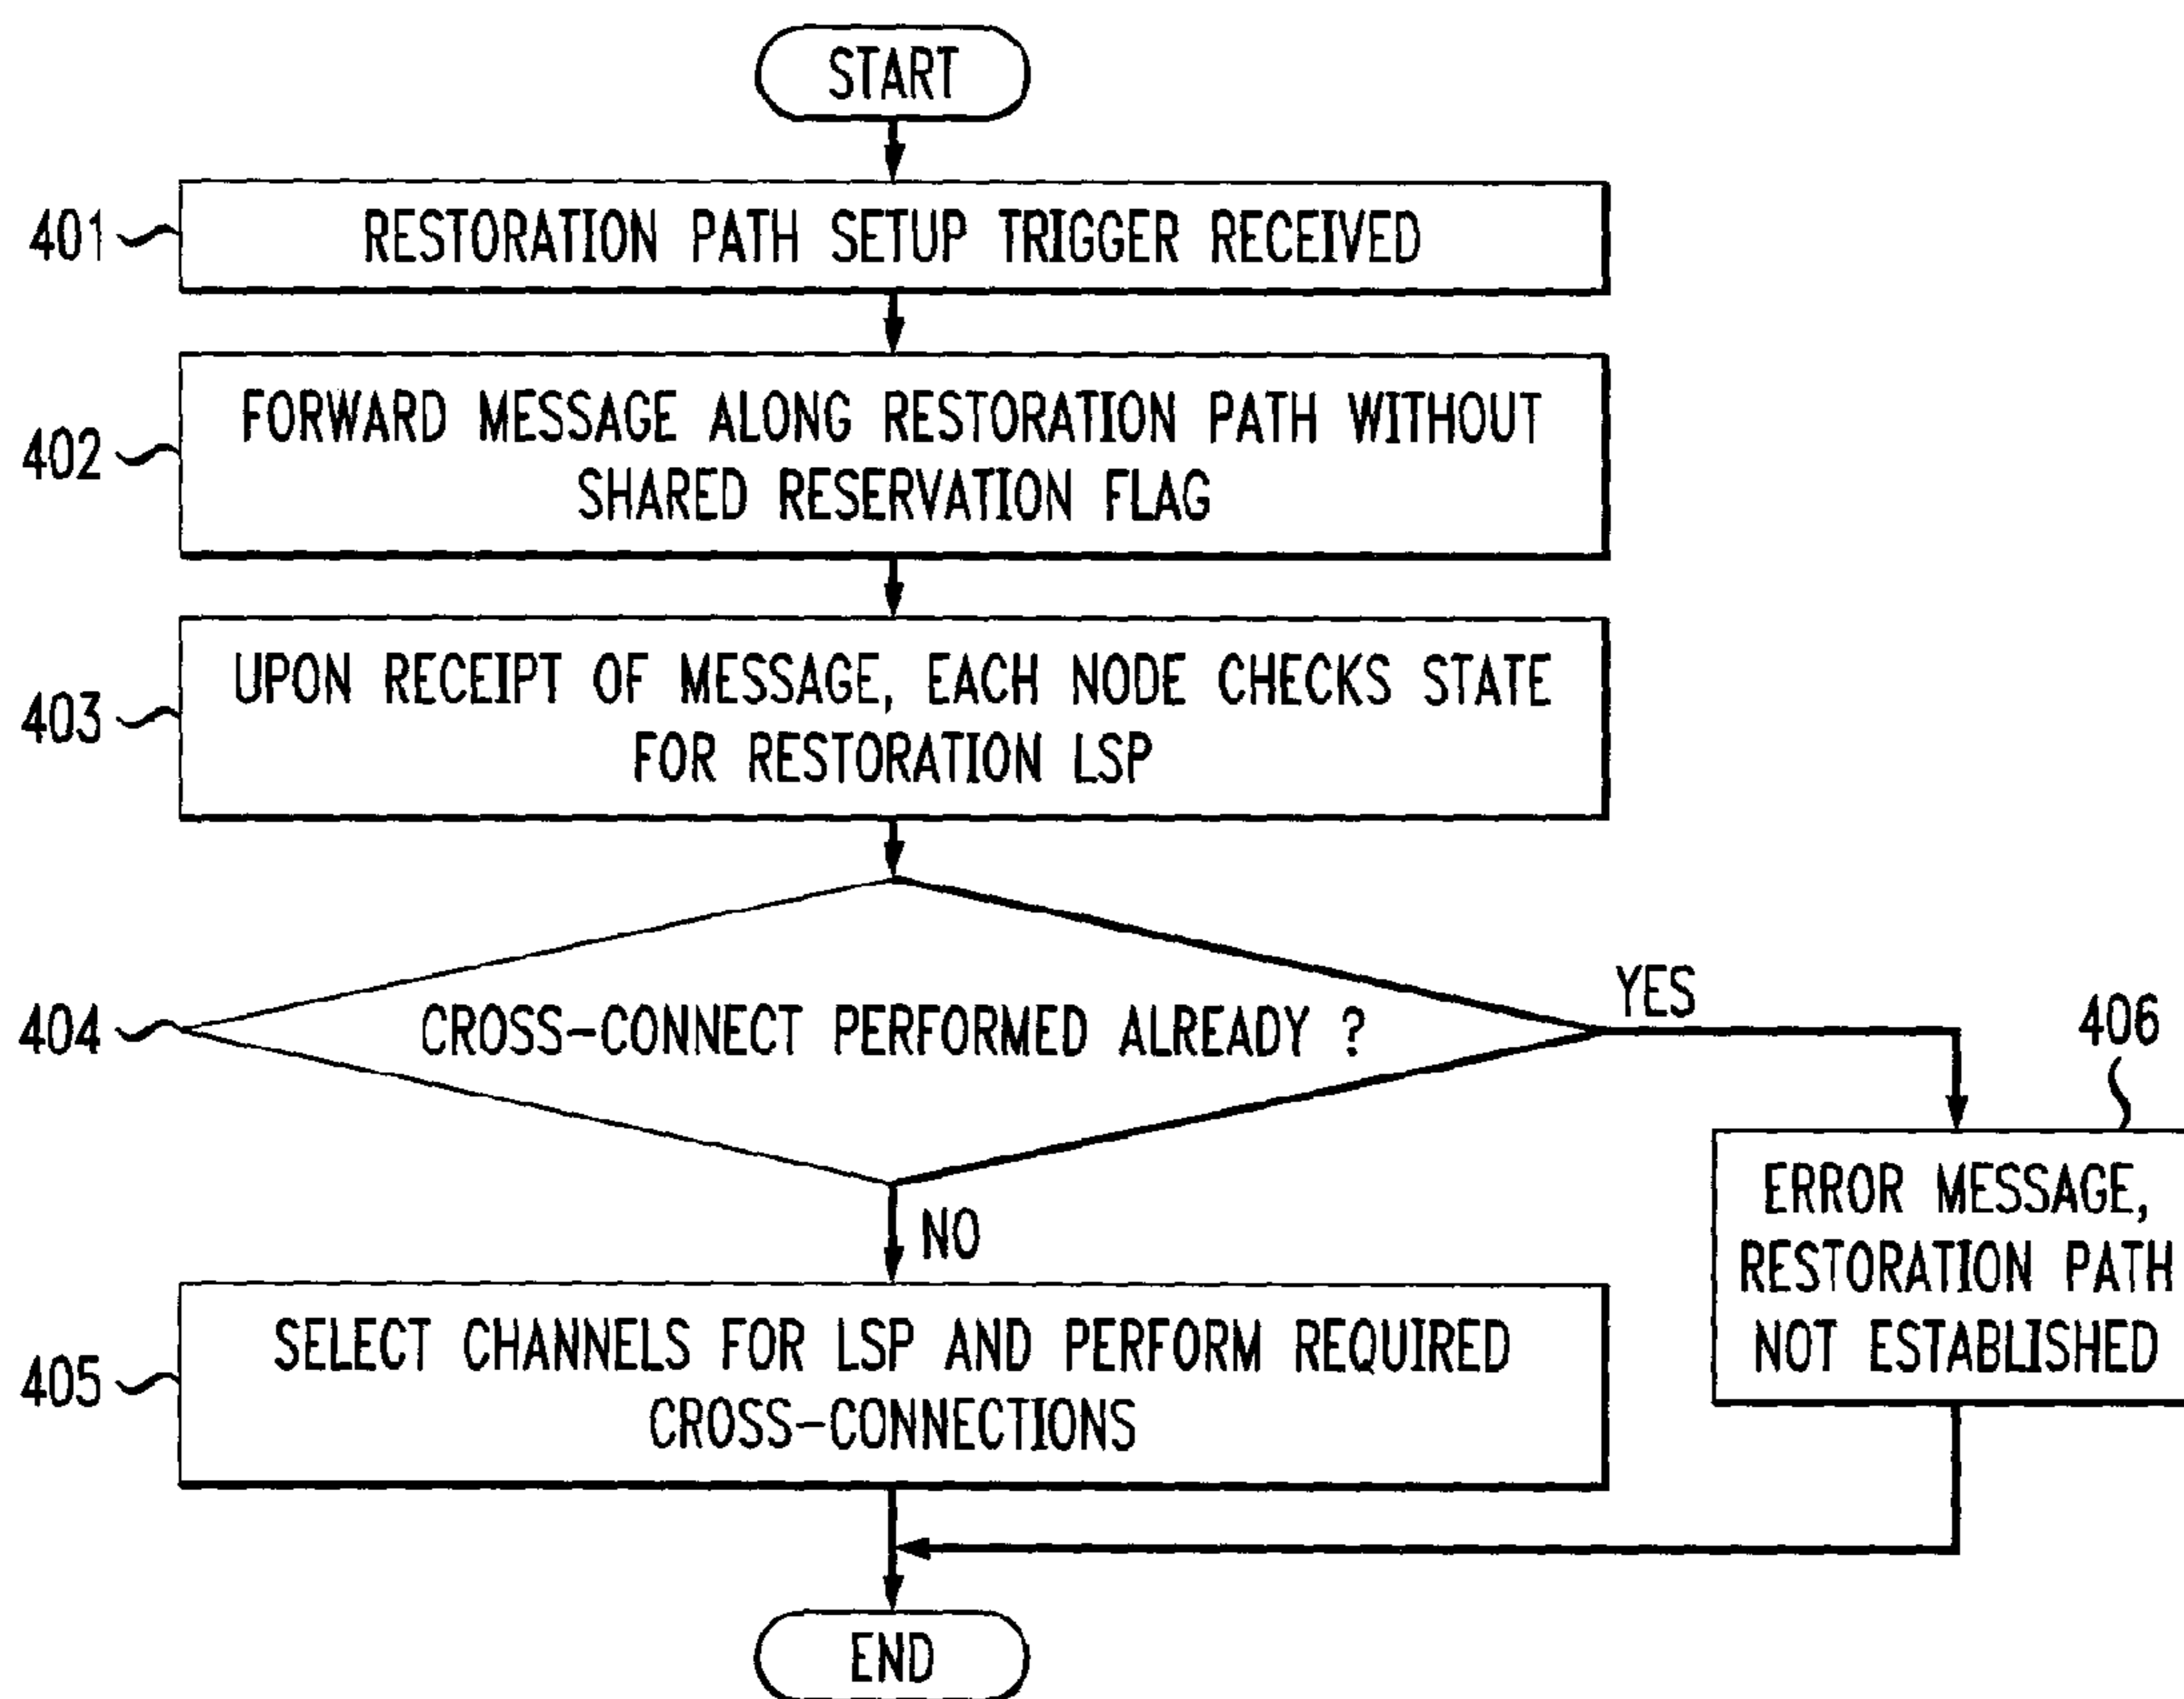 START
401
RESTORATION PATH SETUP TRIGGER RECEIVED
402
FORWARD MESSAGE ALONG RESTORATION PATH WITHOUT
SHARED RESERVATION FLAG
403
UPON RECEIPT OF MESSAGE, EACH NODE CHECKS STATE
FOR RESTORATION LSP
404
CROSS-CONNECT PERFORMED ALREADY ?
YES
406
ERROR MESSAGE,
RESTORATION PATH
NOT ESTABLISHED
NO
405
SELECT CHANNELS FOR LSP AND PERFORM REQUIRED
CROSS-CONNECTIONS
END